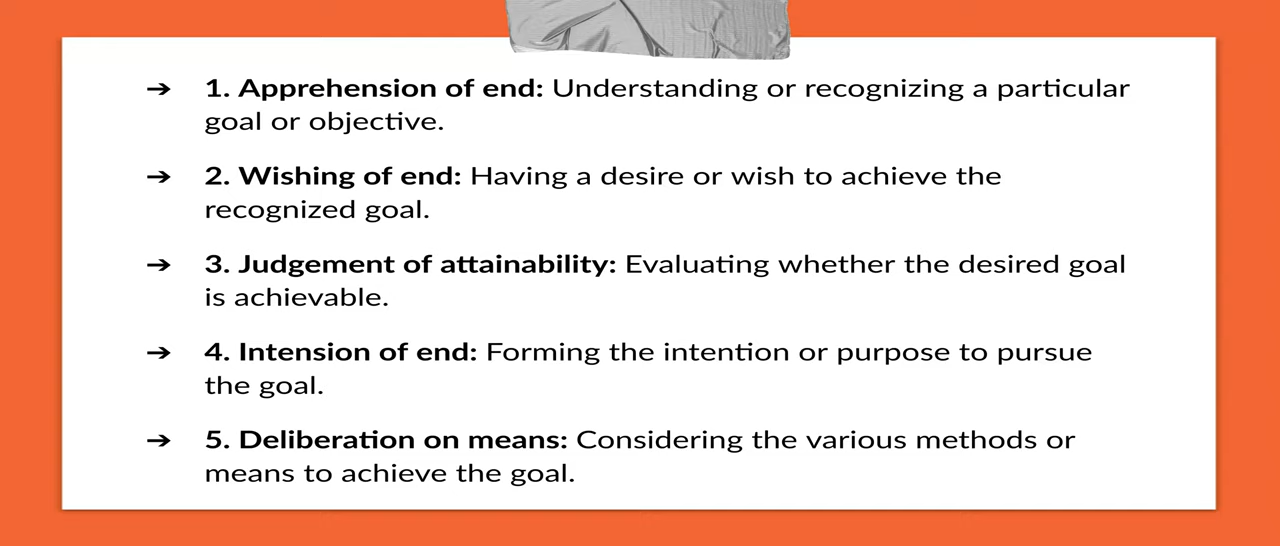 ➔ 1. Apprehension of end: Understanding or recognizing a particular
goal or objective.
➔ 2. Wishing of end: Having a desire or wish to achieve the
recognized goal.
➔ 3. Judgement of attainability: Evaluating whether the desired goal
is achievable.
➔ 4. Intension of end: Forming the intention or purpose to pursue
the goal.
➔ 5. Deliberation on means: Considering the various methods or
means to achieve the goal.